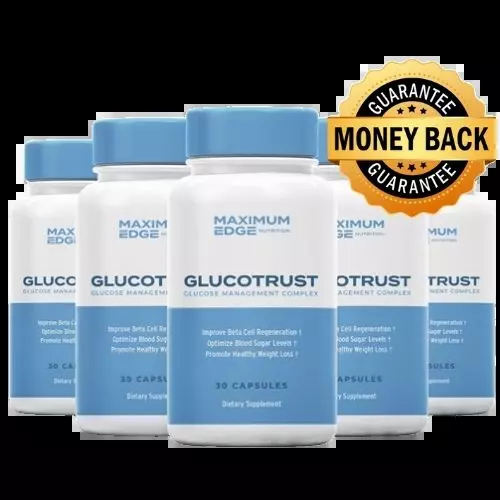 GUARANTEE
MONEY BACK
GUARANTEE
MAXIMUM
EDGE NUTRITION.
GLUCOTRUST
GLUCOSE MANAGEMENT COMPLEX
Improve Beta Cell Regeneration ↑
Optimize Blood Sugar Levels ↑
Promote Healthy Weight Loss ↑
30 CAPSULES
Dietary Supplement